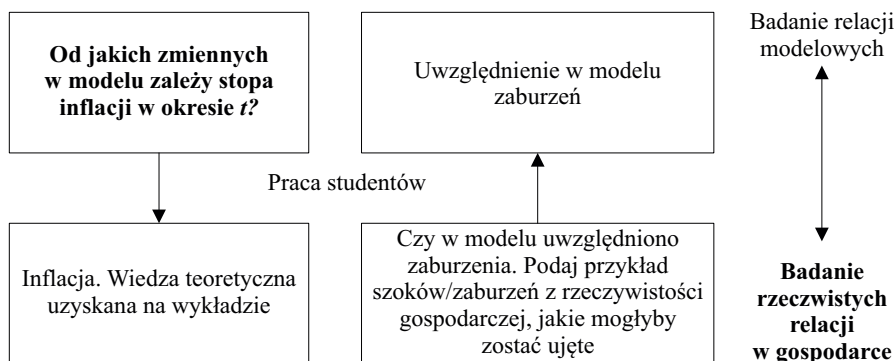 Od jakich zmiennych
w modelu zależy stopa
inflacji w okresie t?
Uwzględnienie w modelu
zaburzeń
Badanie relacji
modelowych
Praca studentów
Inflacja. Wiedza teoretyczna
uzyskana na wykładzie
Czy w modelu uwzględniono
zaburzenia. Podaj przykład
szoków/zaburzeń z rzeczywistości
gospodarczej, jakie mogłyby
zostać ujęte
Badanie
rzeczwistych
relacji
w gospodarce